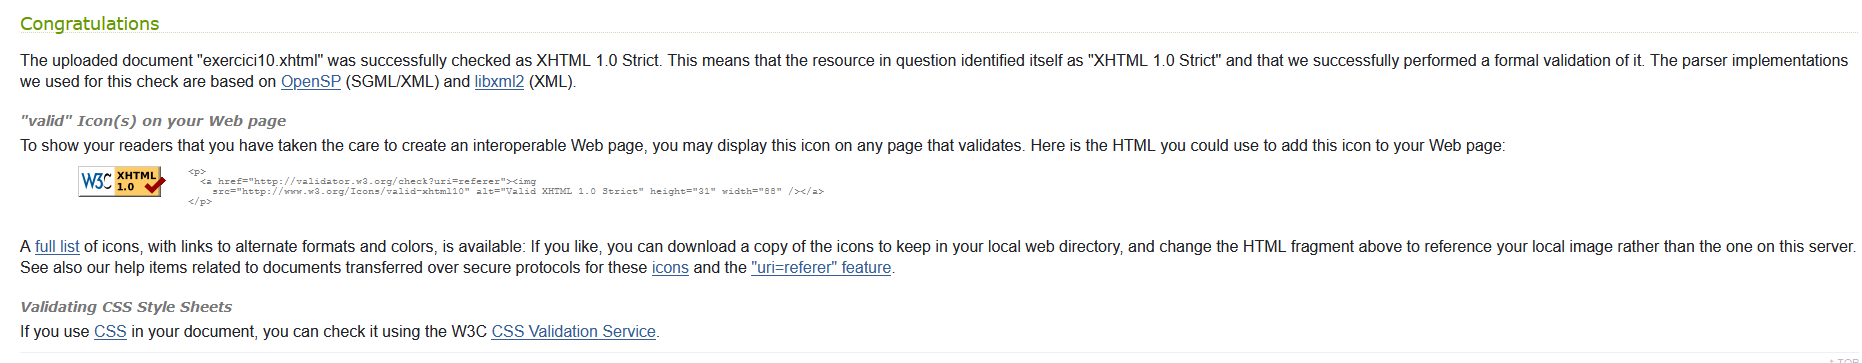 Congratulations
The uploaded document "exercici10.xhtml" was successfully checked as XHTML 1.0 Strict. This means that the resource in question identified itself as "XHTML 1.0 Strict" and that we successfully performed a formal validation of it. The parser implementations
we used for this check are based on OpenSP (SGML/XML) and libxml2 (XML).
"valid" Icon(s) on your Web page
To show your readers that you have taken the care to create an interoperable Web page, you may display this icon on any page that validates. Here is the HTML you could use to add this icon to your Web page:
W3C XHTML
1.0
<p>
<a href="http://validator.w3.org/check?uri=referer"><img
src="http://www.w3.org/Icons/valid-xhtml10" alt="Valid XHTML 1.0 Strict" height="31" width="88" /></a>
</p>
A full list of icons, with links to alternate formats and colors, is available: If you like, you can download a copy of the icons to keep in your local web directory, and change the HTML fragment above to reference your local image rather than the one on this server.
See also our help items related to documents transferred over secure protocols for these icons and the "uri=referer" feature.
Validating CSS Style Sheets
If you use CSS in your document, you can check it using the W3C CSS Validation Service.